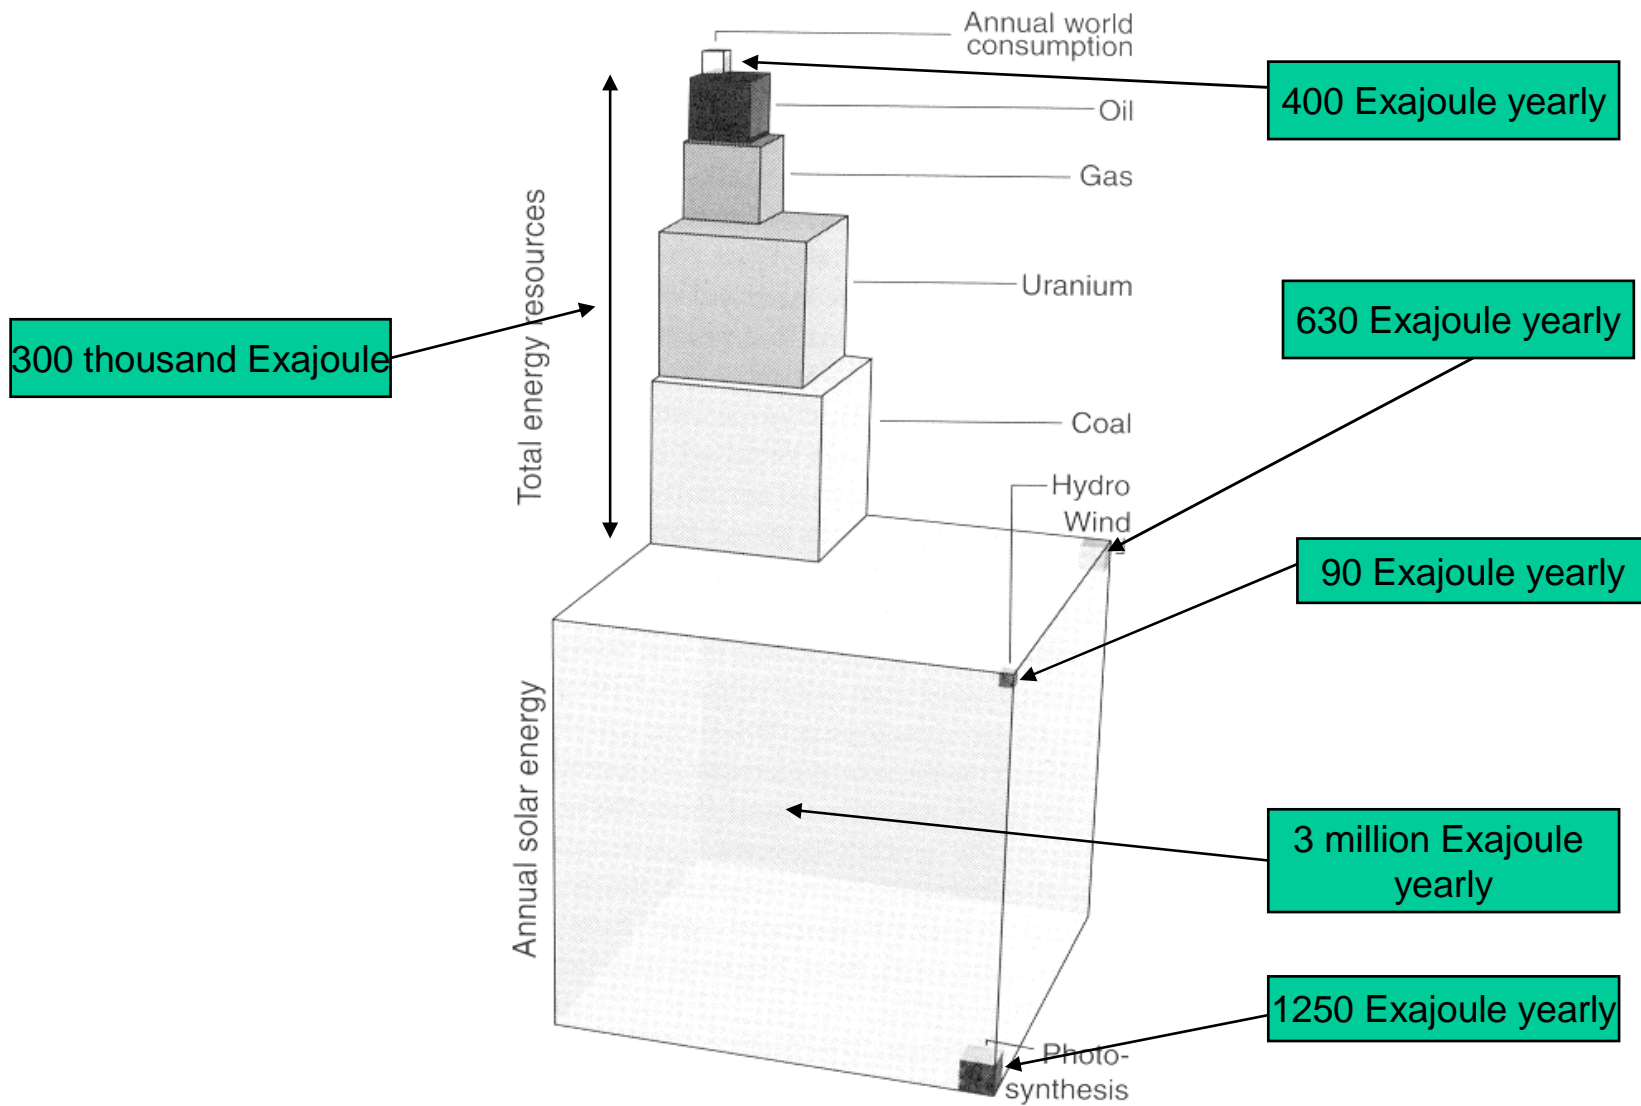 Annual world
consumption
400 Exajoule yearly
Oil
Gas
Total energy resources
Uranium
630 Exajoule yearly
300 thousand Exajoule
Coal
Hydro
Wind
90 Exajoule yearly
Annual solar energy
3 million Exajoule
yearly
1250 Exajoule yearly
Photo-
synthesis